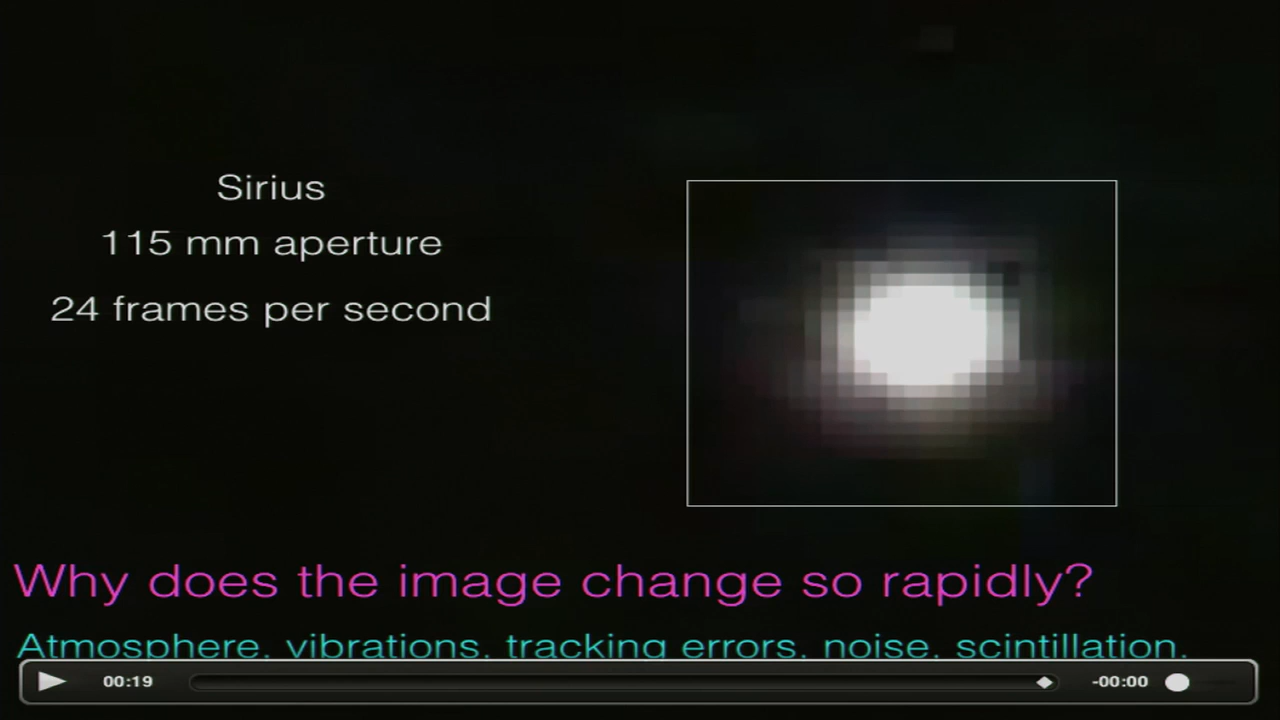 Sirius
115 mm aperture
24 frames per second
Why does the image change so rapidly?
Atmosphere, vibrations, tracking errors, noise, scintillation.
00:19
-00:00